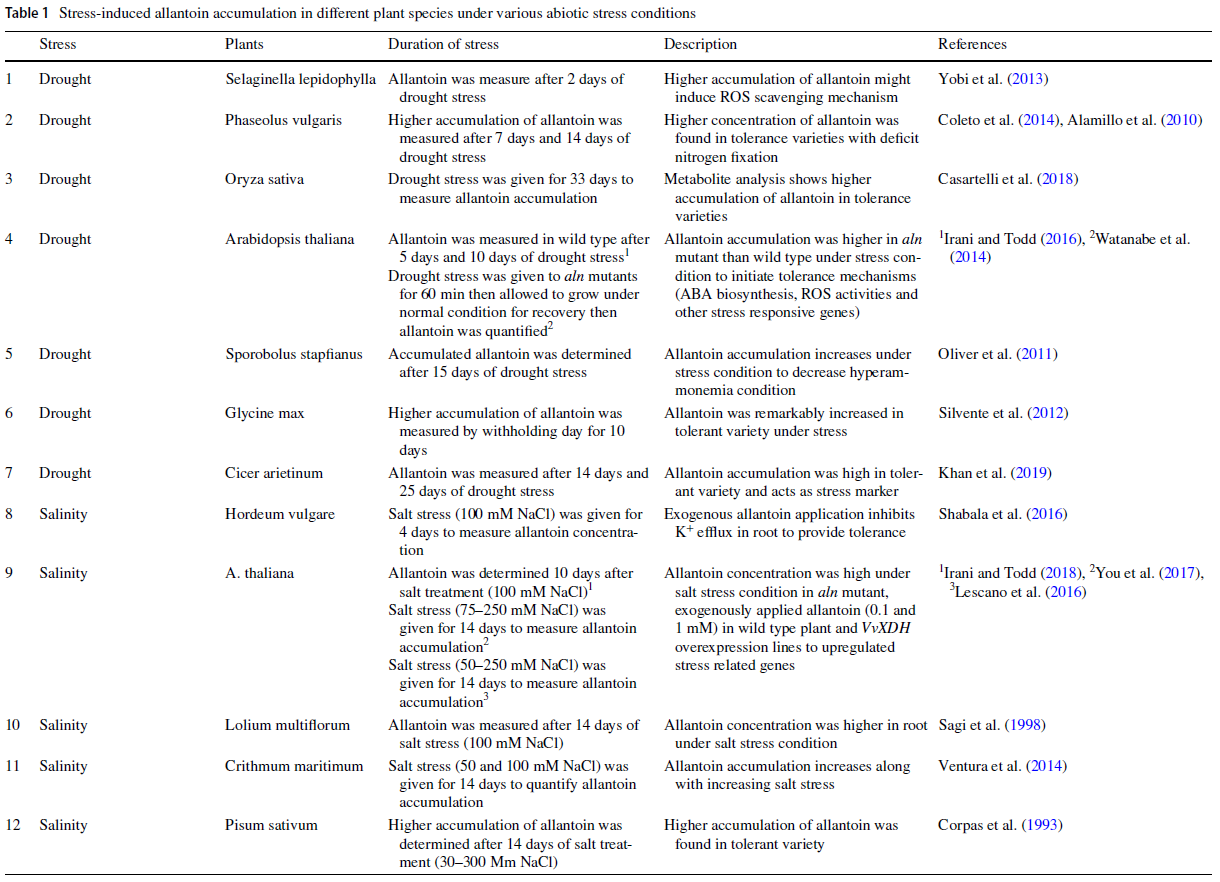 Table 1 Stress-induced allantoin accumulation in different plant species under various abiotic stress conditions
Stress Plants Duration of stress Description References
1 Drought Selaginella lepidophylla Allantoin was measure after 2 days of Higher accumulation of allantoin might Yobi et al. (2013)
drought stress induce ROS scavenging mechanism
2 Drought Phaseolus vulgaris Higher accumulation of allantoin was Higher concentration of allantoin was Coleto et al. (2014), Alamillo et al. (2010)
measured after 7 days and 14 days of found in tolerance varieties with deficit
drought stress nitrogen fixation
3 Drought Oryza sativa Drought stress was given for 33 days to Metabolite analysis shows higher Casartelli et al. (2018)
measure allantoin accumulation accumulation of allantoin in tolerance
varieties
4 Drought Arabidopsis thaliana Allantoin was measured in wild type after Allantoin accumulation was higher in aln ¹Irani and Todd (2016), ²Watanabe et al.
5 days and 10 days of drought stress¹ mutant than wild type under stress con- (2014)
Drought stress was given to aln mutants dition to initiate tolerance mechanisms
for 60 min then allowed to grow under (ABA biosynthesis, ROS activities and
normal condition for recovery then other stress responsive genes)
allantoin was quantified²
5 Drought Sporobolus stapfianus Accumulated allantoin was determined Allantoin accumulation increases under Oliver et al. (2011)
after 15 days of drought stress stress condition to decrease hyperam-
monemia condition
6 Drought Glycine max Higher accumulation of allantoin was Allantoin was remarkably increased in Silvente et al. (2012)
measured by withholding day for 10 tolerant variety under stress
days
7 Drought Cicer arietinum Allantoin was measured after 14 days and Allantoin accumulation was high in toler- Khan et al. (2019)
25 days of drought stress ant variety and acts as stress marker
8 Salinity Hordeum vulgare Salt stress (100 mM NaCl) was given for Exogenous allantoin application inhibits Shabala et al. (2016)
4 days to measure allantoin concentra- K⁺ efflux in root to provide tolerance
tion
9 Salinity A. thaliana Allantoin was determined 10 days after Allantoin concentration was high under ¹Irani and Todd (2018), ²You et al. (2017),
salt treatment (100 mM NaCl)¹ salt stress condition in aln mutant, ³Lescano et al. (2016)
Salt stress (75–250 mM NaCl) was exogenously applied allantoin (0.1 and
given for 14 days to measure allantoin 1 mM) in wild type plant and VvXDH
accumulation² overexpression lines to upregulated
Salt stress (50–250 mM NaCl) was stress related genes
given for 14 days to measure allantoin
accumulation³
10 Salinity Lolium multiflorum Allantoin was measured after 14 days of Allantoin concentration was higher in root Sagi et al. (1998)
salt stress (100 mM NaCl) under salt stress condition
11 Salinity Crithmum maritimum Salt stress (50 and 100 mM NaCl) was Allantoin accumulation increases along Ventura et al. (2014)
given for 14 days to quantify allantoin with increasing salt stress
accumulation
12 Salinity Pisum sativum Higher accumulation of allantoin was Higher accumulation of allantoin was Corpas et al. (1993)
determined after 14 days of salt treat- found in tolerant variety
ment (30–300 Mm NaCl)